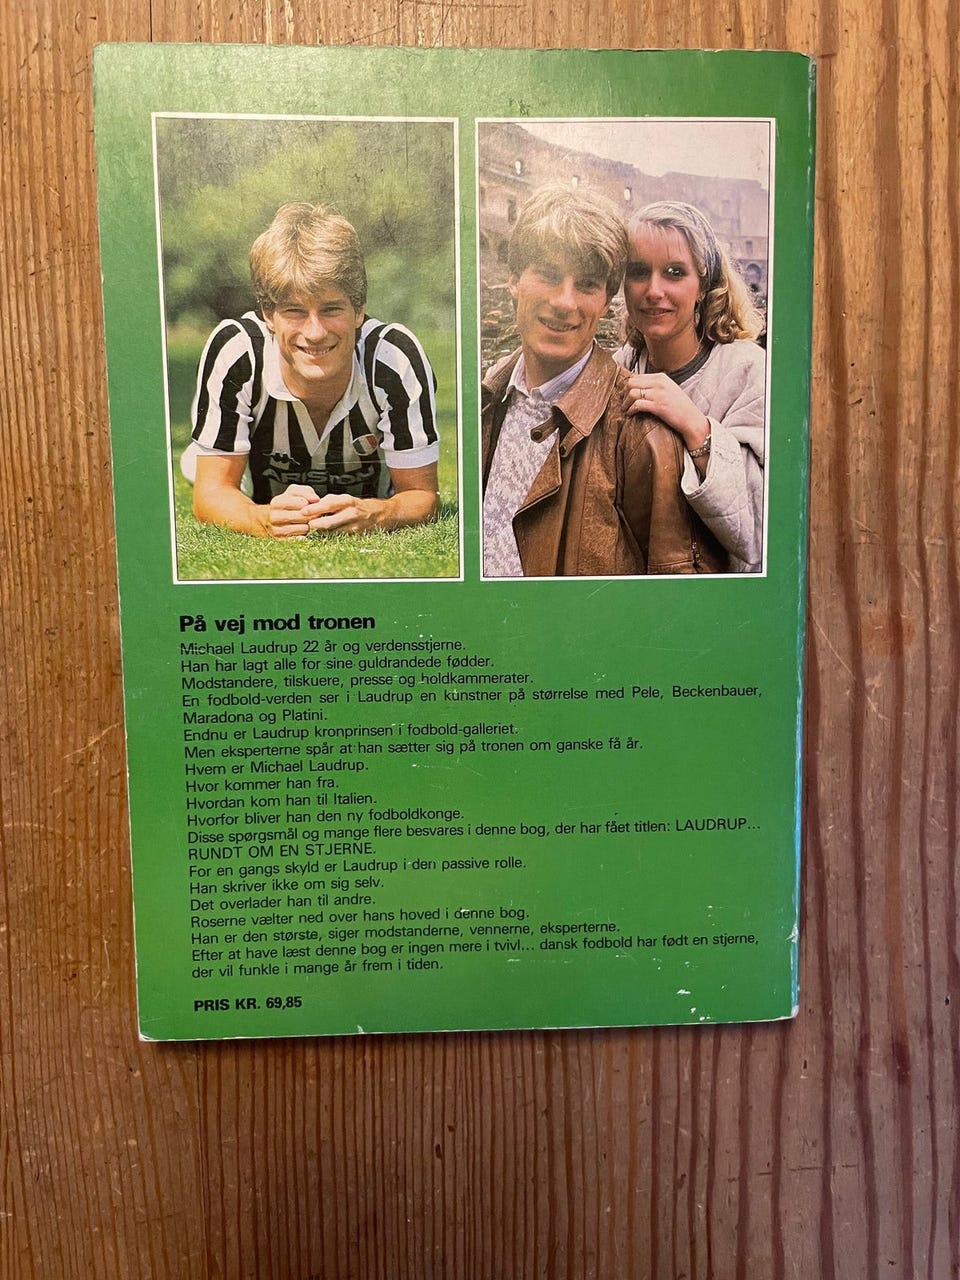 ARISTON
På vej mod tronen
Michael Laudrup 22 år og verdensstjerne.
Han har lagt alle for sine guldrandede fødder.
Modstandere, tilskuere, presse og holdkammerater.
En fodbold-verden ser i Laudrup en kunstner på størrelse med Pele, Beckenbauer,
Maradona og Platini.
Endnu er Laudrup kronprinsen i fodbold-galleriet.
Men eksperterne spår at han sætter sig på tronen om ganske få år.
Hvem er Michael Laudrup.
Hvor kommer han fra.
Hvordan kom han til Italien.
Hvorfor bliver han den ny fodboldkonge.
Disse spørgsmål og mange flere besvares i denne bog, der har fået titlen: LAUDRUP...
RUNDT OM EN STJERNE.
For en gangs skyld er Laudrup i den passive rolle.
Han skriver ikke om sig selv.
Det overlader han til andre.
Roserne vælter ned over hans hoved i denne bog.
Han er den største, siger modstanderne, vennerne, eksperterne.
Efter at have læst denne bog er ingen mere i tvivl... dansk fodbold har født en stjerne,
der vil funkle i mange år frem i tiden.
PRIS KR. 69,85